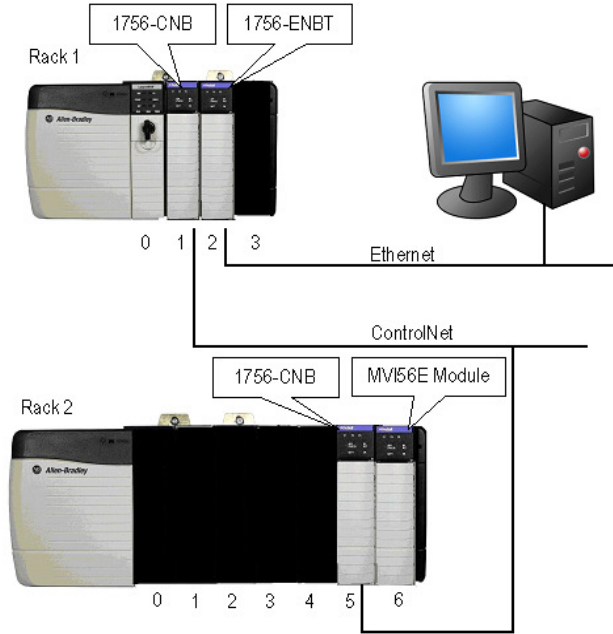 1756-CNB
1756-ENBT
Rack 1
Allen-Bradley
0 1 2 3
Ethernet
ControlNet
1756-CNB
MVI56E Module
Rack 2
Allen-Bradley
0 1 2 3 4 5 6